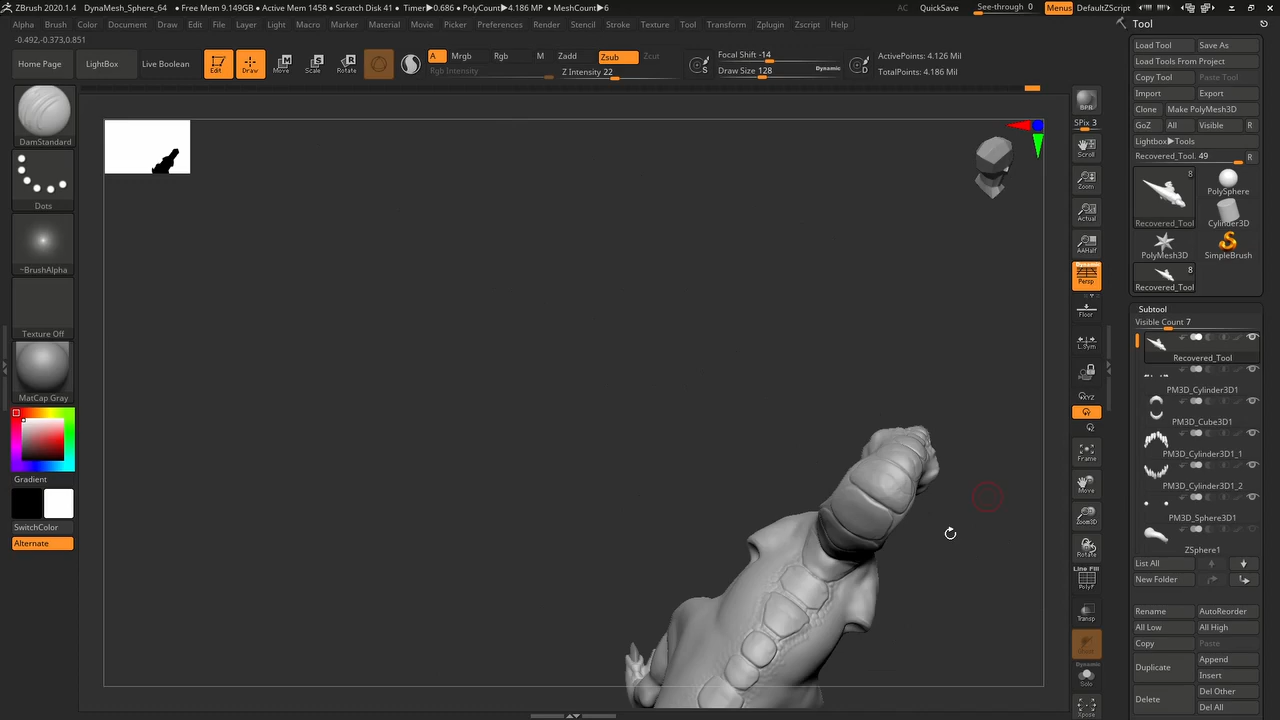 ZBrush 2020.1.4 DynaMesh_Sphere_64 • Free Mem 9.149GB • Active Mem 1458 • Scratch Disk 41 • Timer▶0.686 • PolyCount▶4.186 MP • MeshCount▶6 AC QuickSave See-through 0 Menus DefaultZScript
Alpha Brush Color Document Draw Edit File Layer Light Macro Marker Material Movie Picker Preferences Render Stencil Stroke Texture Tool Transform Zplugin Zscript Help
-0.492,-0.373,0.851
Home Page LightBox Live Boolean Edit Draw Move Scale Rotate
A Mrgb Rgb M Zadd Zsub Zcut
Rgb Intensity Z Intensity 22
Focal Shift -14
Draw Size 128 Dynamic
S
D
ActivePoints: 4.126 Mil
TotalPoints: 4.186 Mil
DamStandard
Dots
~BrushAlpha
Texture Off
MatCap Gray
Gradient
SwitchColor
Alternate
BPR
SPix 3
Scroll
Zoom
Actual
AAHalf
Dynamic
Persp
Floor
L.Sym
XYZ
Y
Z
Frame
Move
Zoom3D
Rotate
Line Fill
PolyF
Transp
Ghost
Dynamic
Solo
Xpose
Tool
Load Tool Save As
Load Tools From Project
Copy Tool Paste Tool
Import Export
Clone Make PolyMesh3D
GoZ All Visible R
Lightbox▶Tools
Recovered_Tool. 49 R
8
Recovered_Tool
PolySphere
Cylinder3D
PolyMesh3D
SimpleBrush
8
Recovered_Tool
Subtool
Visible Count 7
Recovered_Tool
PM3D_Cylinder3D1
PM3D_Cube3D1
PM3D_Cylinder3D1_1
PM3D_Cylinder3D1_2
PM3D_Sphere3D1
ZSphere1
List All
New Folder
Rename AutoReorder
All Low All High
Copy Paste
Duplicate Append
Insert
Delete Del Other
Del All